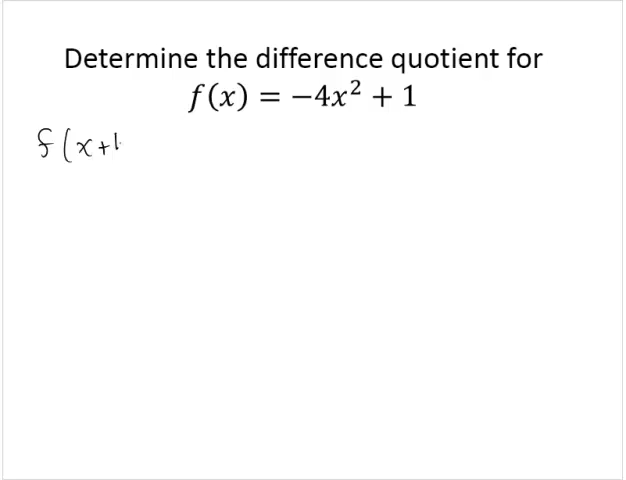 Determine the difference quotient for
f(x) = −4x² + 1
f(x+